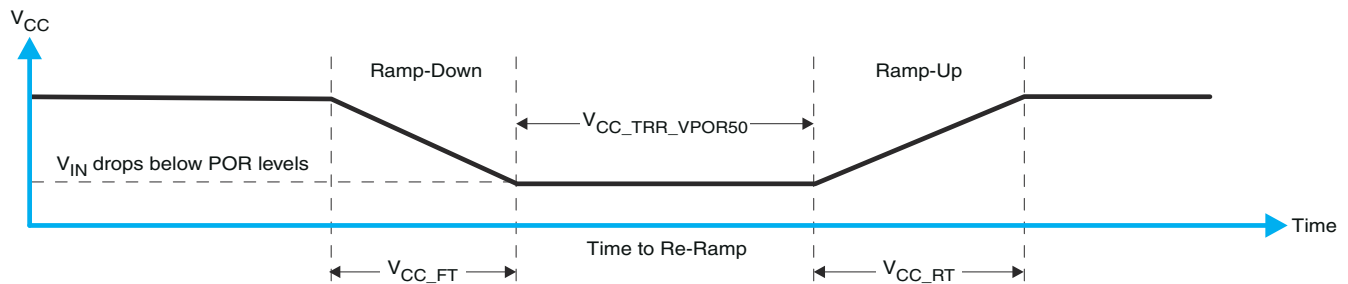 VCC
Ramp-Down
Ramp-Up
VCC_TRR_VPOR50
VIN drops below POR levels
Time
Time to Re-Ramp
VCC_FT
VCC_RT